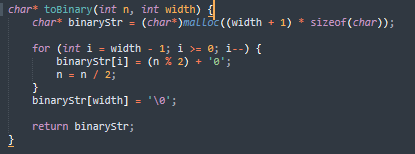 char* toBinary(int n, int width) {
    char* binaryStr = (char*)malloc((width + 1) * sizeof(char));

    for (int i = width - 1; i >= 0; i--) {
        binaryStr[i] = (n % 2) + '0';
        n = n / 2;
    }
    binaryStr[width] = '\0';

    return binaryStr;
}